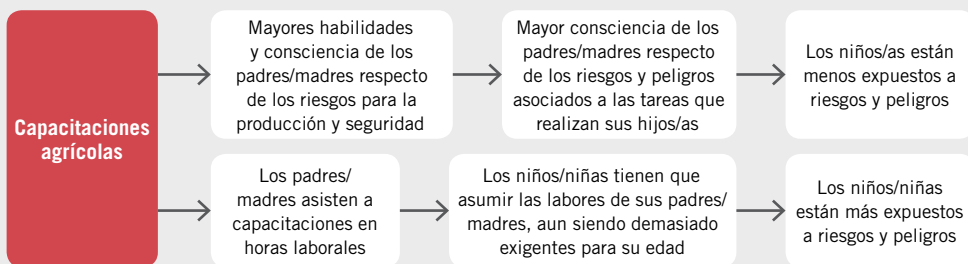 Capacitaciones
agrícolas
Mayores habilidades
y consciencia de los
padres/madres respecto
de los riesgos para la
producción y seguridad
Mayor consciencia de los
padres/madres respecto
de los riesgos y peligros
asociados a las tareas que
realizan sus hijos/as
Los niños/as están
menos expuestos a
riesgos y peligros
Los padres/
madres asisten a
capacitaciones en
horas laborales
Los niños/niñas tienen que
asumir las labores de sus padres/
madres, aun siendo demasiado
exigentes para su edad
Los niños/niñas
están más expuestos
a riesgos y peligros